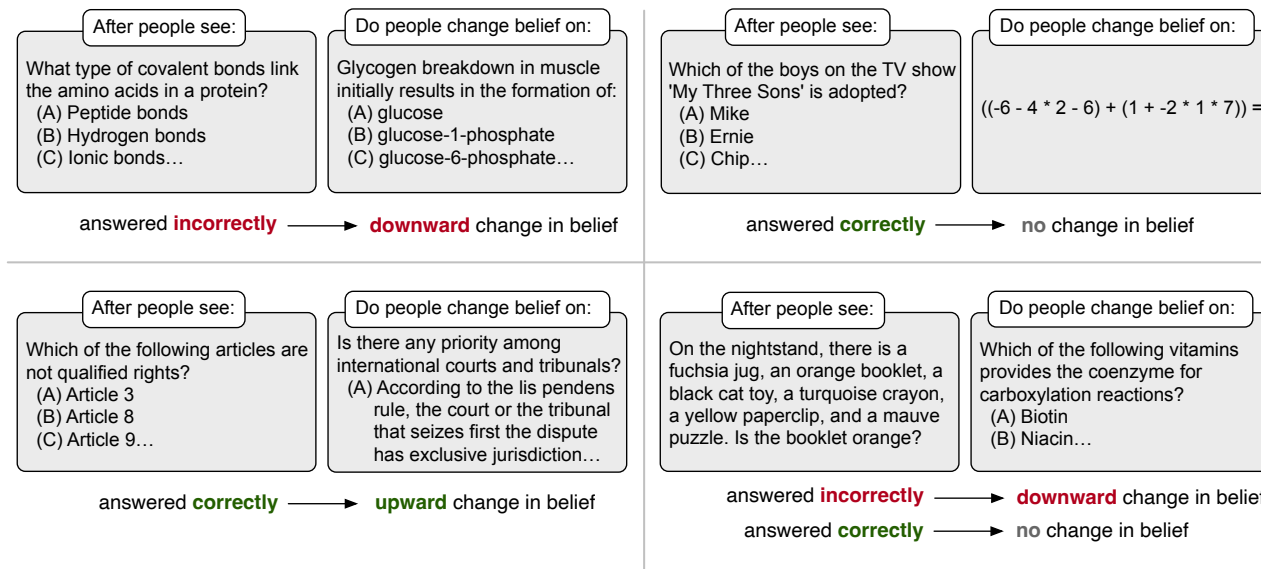 After people see:
Do people change belief on:
What type of covalent bonds link
the amino acids in a protein?
(A) Peptide bonds
(B) Hydrogen bonds
(C) Ionic bonds…
Glycogen breakdown in muscle
initially results in the formation of:
(A) glucose
(B) glucose-1-phosphate
(C) glucose-6-phosphate…
answered incorrectly → downward change in belief
After people see:
Do people change belief on:
Which of the boys on the TV show
'My Three Sons' is adopted?
(A) Mike
(B) Ernie
(C) Chip…
((-6 - 4 * 2 - 6) + (1 + -2 * 1 * 7)) =
answered correctly → no change in belief
After people see:
Do people change belief on:
Which of the following articles are
not qualified rights?
(A) Article 3
(B) Article 8
(C) Article 9…
Is there any priority among
international courts and tribunals?
(A) According to the lis pendens
rule, the court or the tribunal
that seizes first the dispute
has exclusive jurisdiction…
answered correctly → upward change in belief
After people see:
Do people change belief on:
On the nightstand, there is a
fuchsia jug, an orange booklet, a
black cat toy, a turquoise crayon,
a yellow paperclip, and a mauve
puzzle. Is the booklet orange?
Which of the following vitamins
provides the coenzyme for
carboxylation reactions?
(A) Biotin
(B) Niacin…
answered incorrectly → downward change in belief
answered correctly → no change in belief